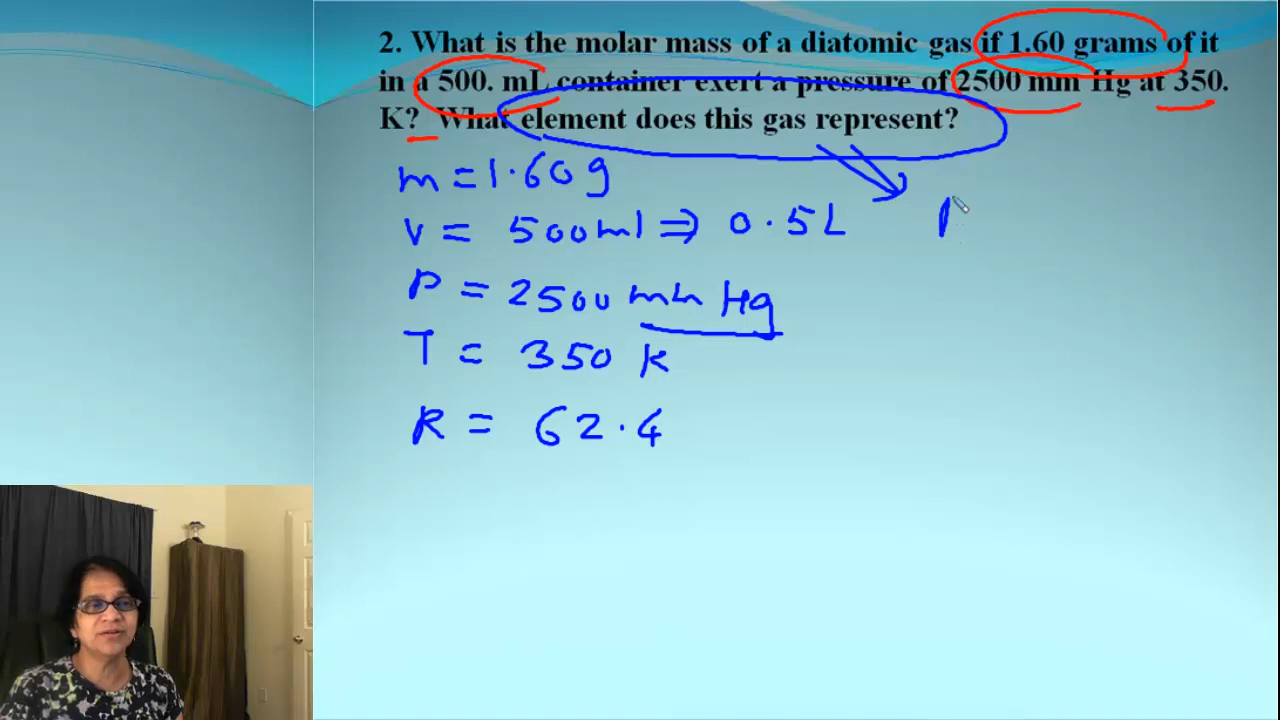 2. What is the molar mass of a diatomic gas if 1.60 grams of it
in a 500. mL container exert a pressure of 2500 mm Hg at 350.
K? What element does this gas represent?
m = 1.60 g
V = 500 ml ⇒ 0.5 L
P = 2500 mm Hg
T = 350 K
R = 62.4